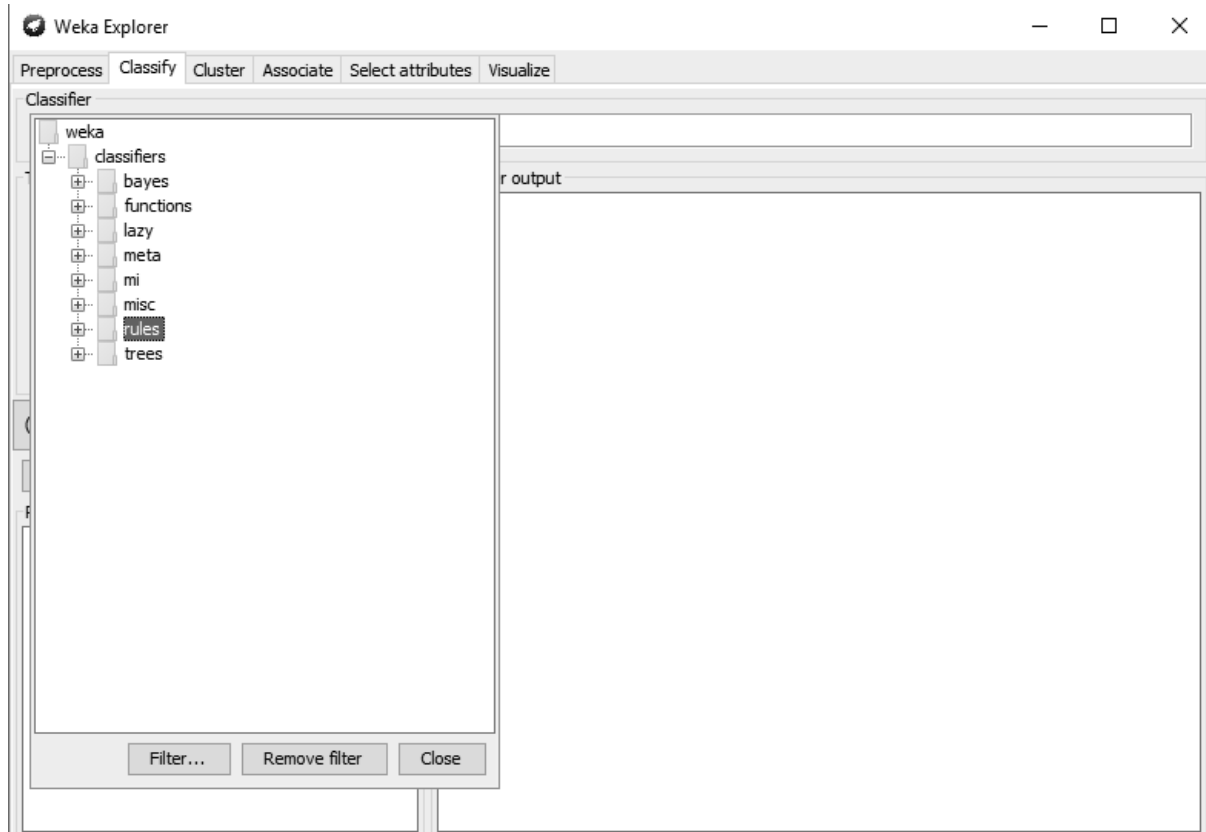 Weka Explorer
Preprocess Classify Cluster Associate Select attributes Visualize
Classifier
weka
classifiers
bayes
functions
lazy
meta
mi
misc
rules
trees
r output
Filter... Remove filter Close